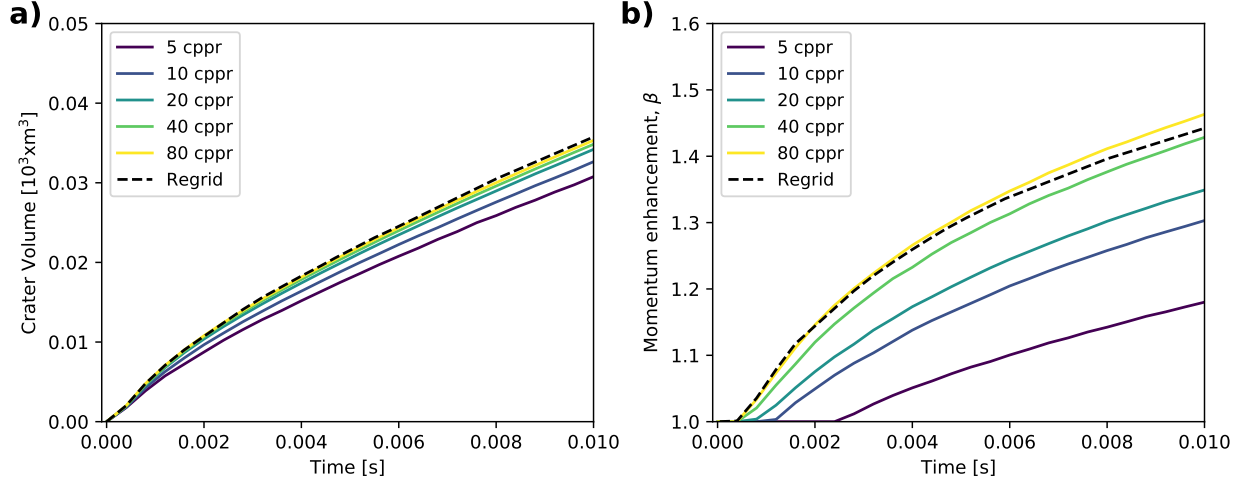 a)
0.05
0.04
0.03
0.02
0.01
0.00
Crater Volume [10³xm³]
5 cppr
10 cppr
20 cppr
40 cppr
80 cppr
Regrid
0.000 0.002 0.004 0.006 0.008 0.010
Time [s]
b)
1.6
1.5
1.4
1.3
1.2
1.1
1.0
Momentum enhancement, β
5 cppr
10 cppr
20 cppr
40 cppr
80 cppr
Regrid
0.000 0.002 0.004 0.006 0.008 0.010
Time [s]